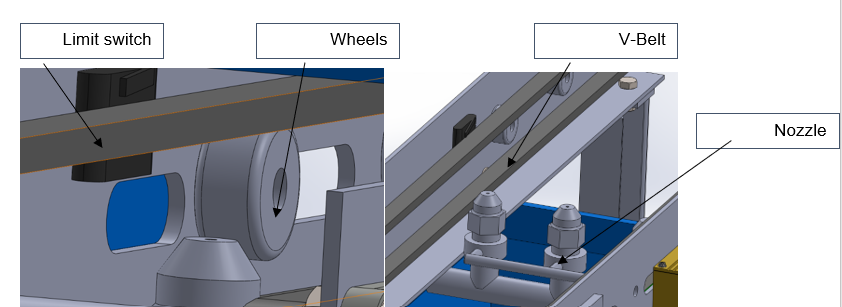 Limit switch
Wheels
V-Belt
Nozzle